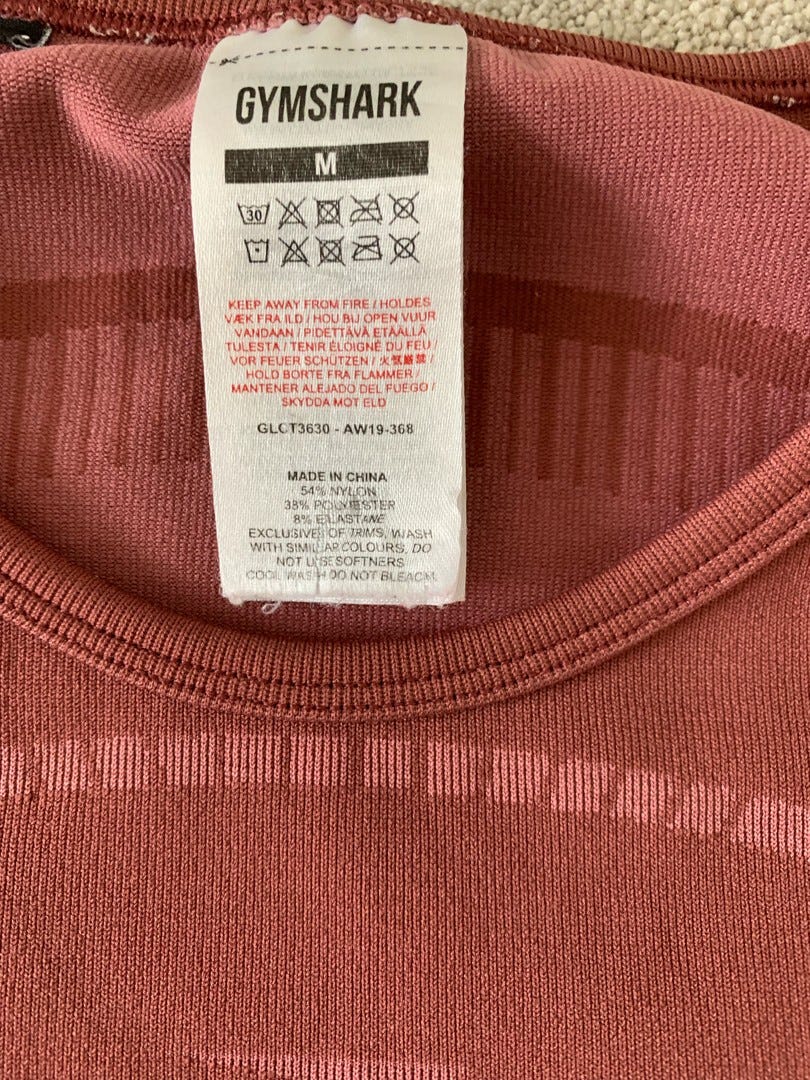 GYMSHARK
M
30
KEEP AWAY FROM FIRE / HOLDES
VÆK FRA ILD / HOU BIJ OPEN VUUR
VANDAAN / PIDETTÄVÄ ETÄÄLLÄ
TULESTA / TENIR ÉLOIGNÉ DU FEU /
VOR FEUER SCHÜTZEN / 火気厳禁 /
HOLD BORTE FRA FLAMMER /
MANTENER ALEJADO DEL FUEGO /
SKYDDA MOT ELD
GLCT3630 - AW19-368
MADE IN CHINA
54% NYLON
38% POLYESTER
8% ELASTANE
EXCLUSIVE OF TRIMS, WASH
WITH SIMILAR COLOURS, DO
NOT USE SOFTNERS
COOL WASH DO NOT BLEACH